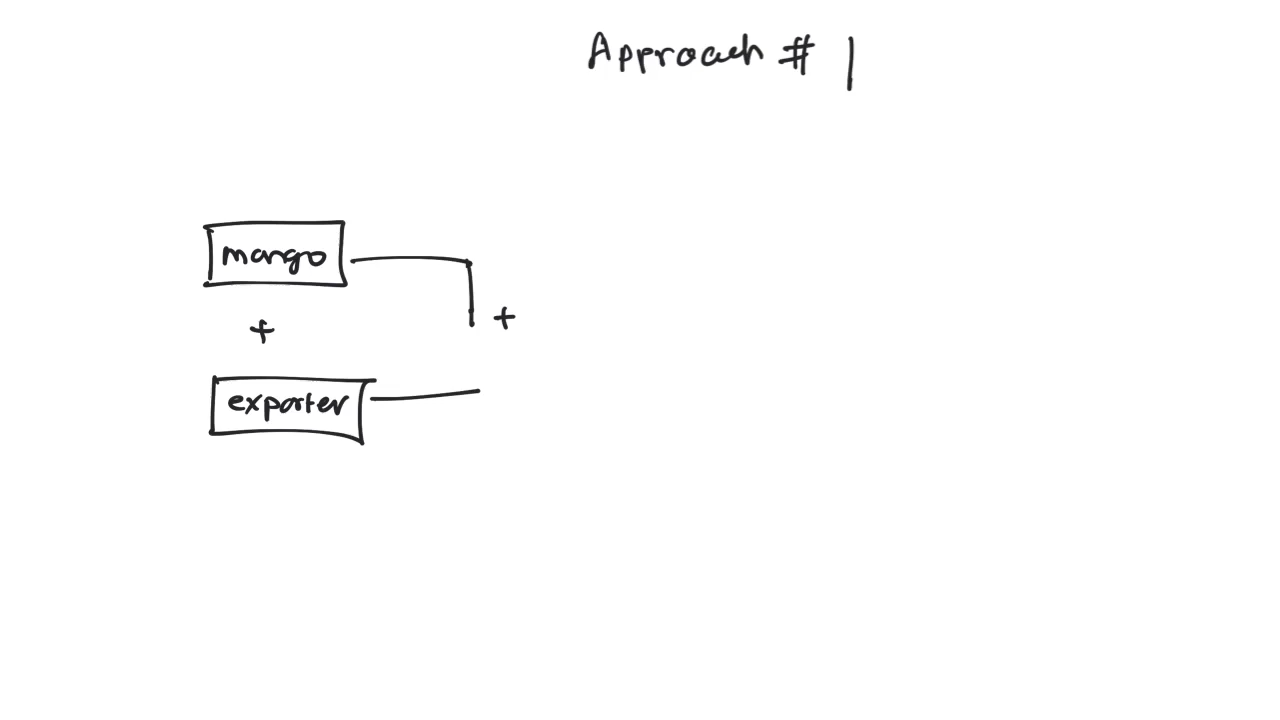 Approach # 1
mango
+
+
exporter